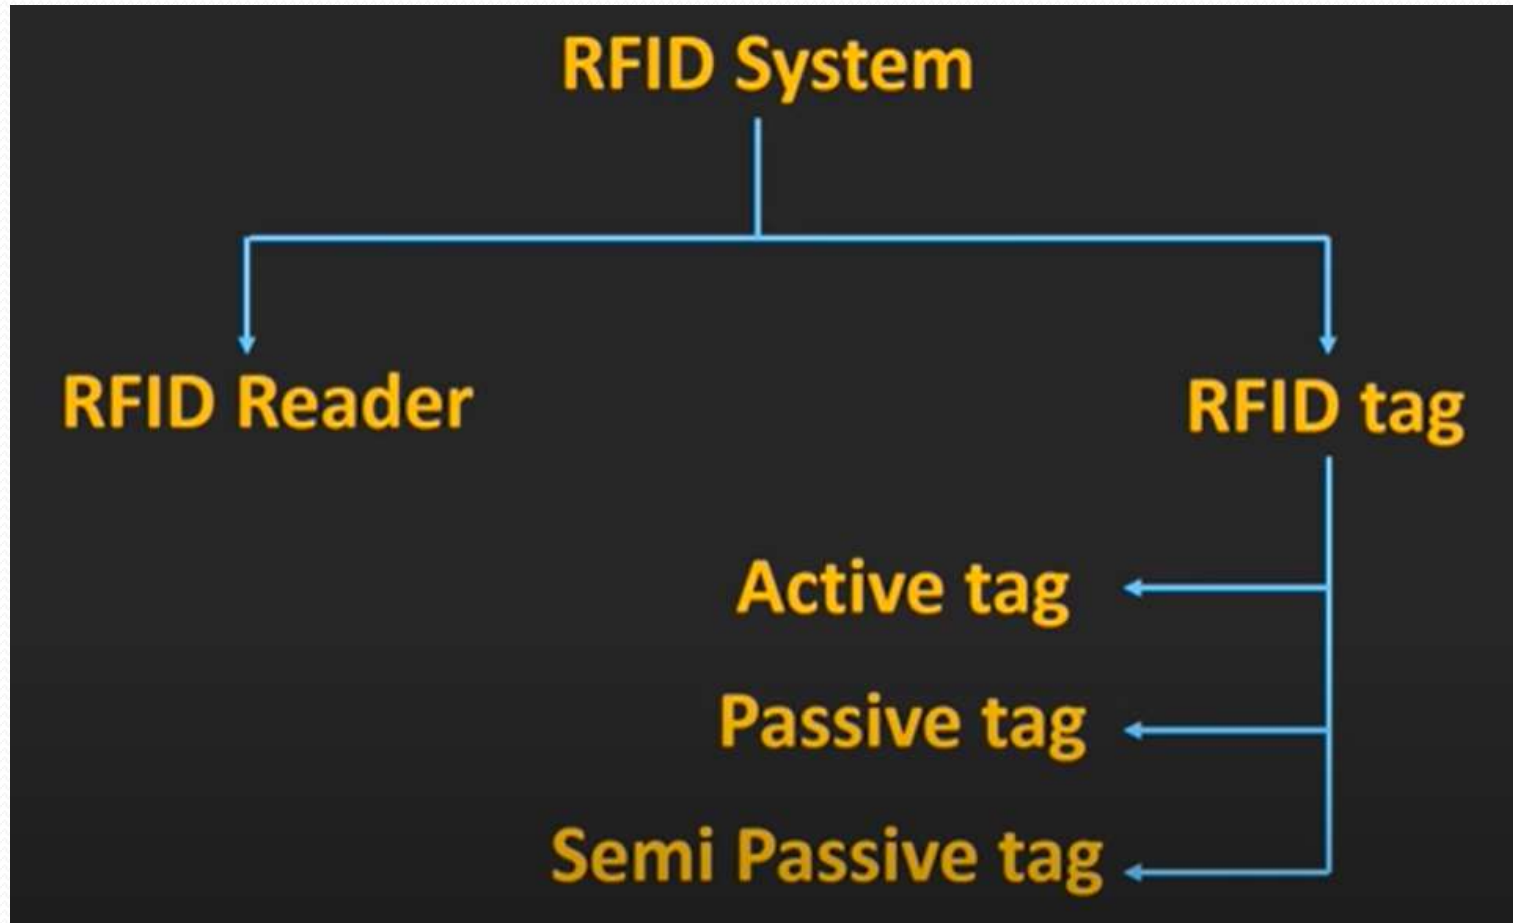 RFID System
RFID Reader
RFID tag
Active tag
Passive tag
Semi Passive tag